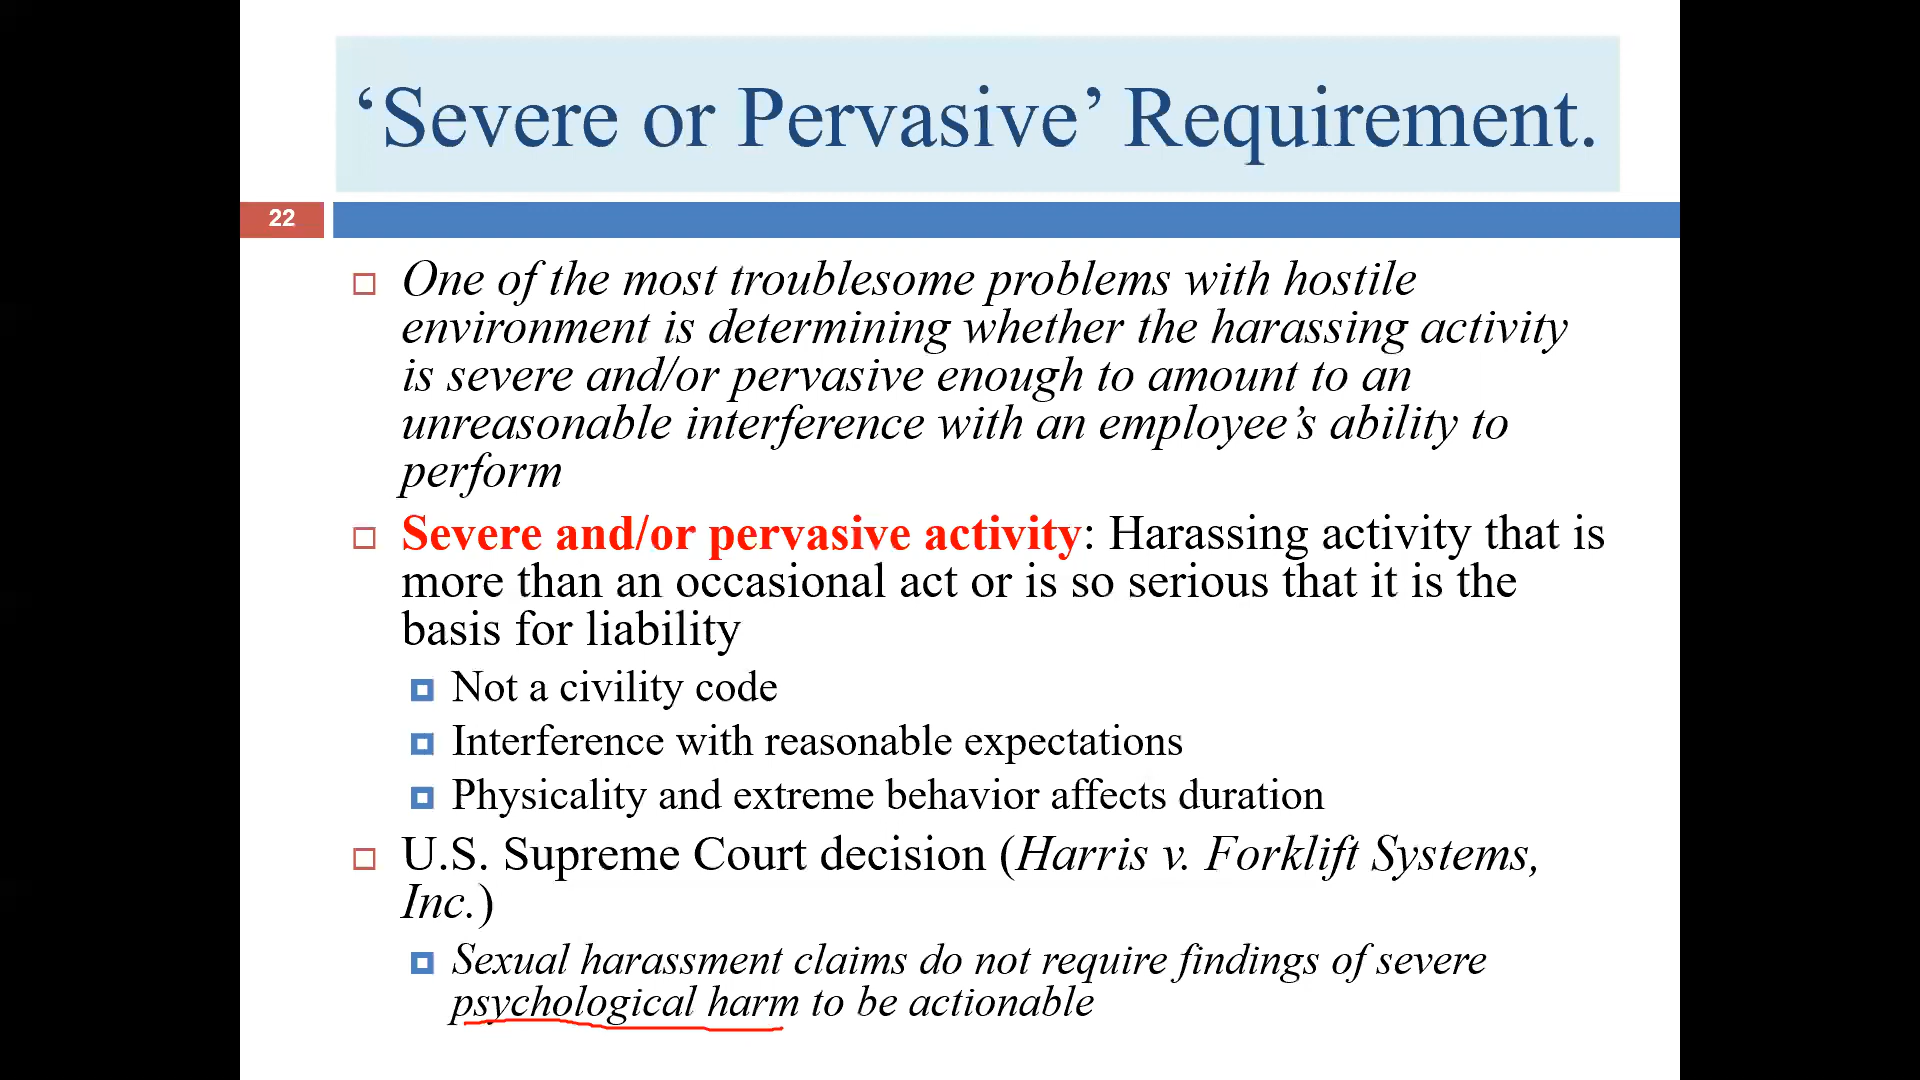 ‘Severe or Pervasive’ Requirement.
22
One of the most troublesome problems with hostile
environment is determining whether the harassing activity
is severe and/or pervasive enough to amount to an
unreasonable interference with an employee’s ability to
perform
Severe and/or pervasive activity: Harassing activity that is
more than an occasional act or is so serious that it is the
basis for liability
Not a civility code
Interference with reasonable expectations
Physicality and extreme behavior affects duration
U.S. Supreme Court decision (Harris v. Forklift Systems,
Inc.)
Sexual harassment claims do not require findings of severe
psychological harm to be actionable